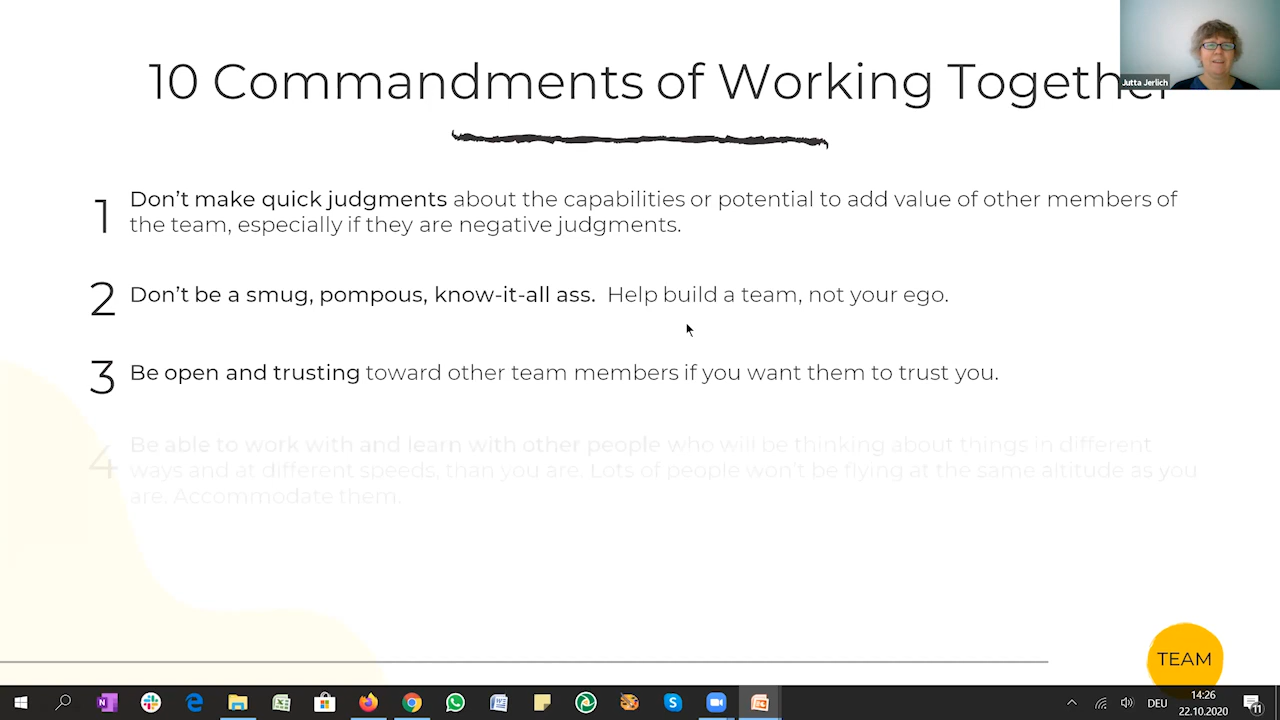 10 Commandments of Working Together
Jutta Jerlich
1 Don't make quick judgments about the capabilities or potential to add value of other members of
the team, especially if they are negative judgments.
2 Don't be a smug, pompous, know-it-all ass. Help build a team, not your ego.
3 Be open and trusting toward other team members if you want them to trust you.
4 Be able to work with and learn with other people who will be thinking about things in different
ways and at different speeds, than you are. Lots of people won't be flying at the same altitude as you
are. Accommodate them.
TEAM
DEU
14:26
22.10.2020
11